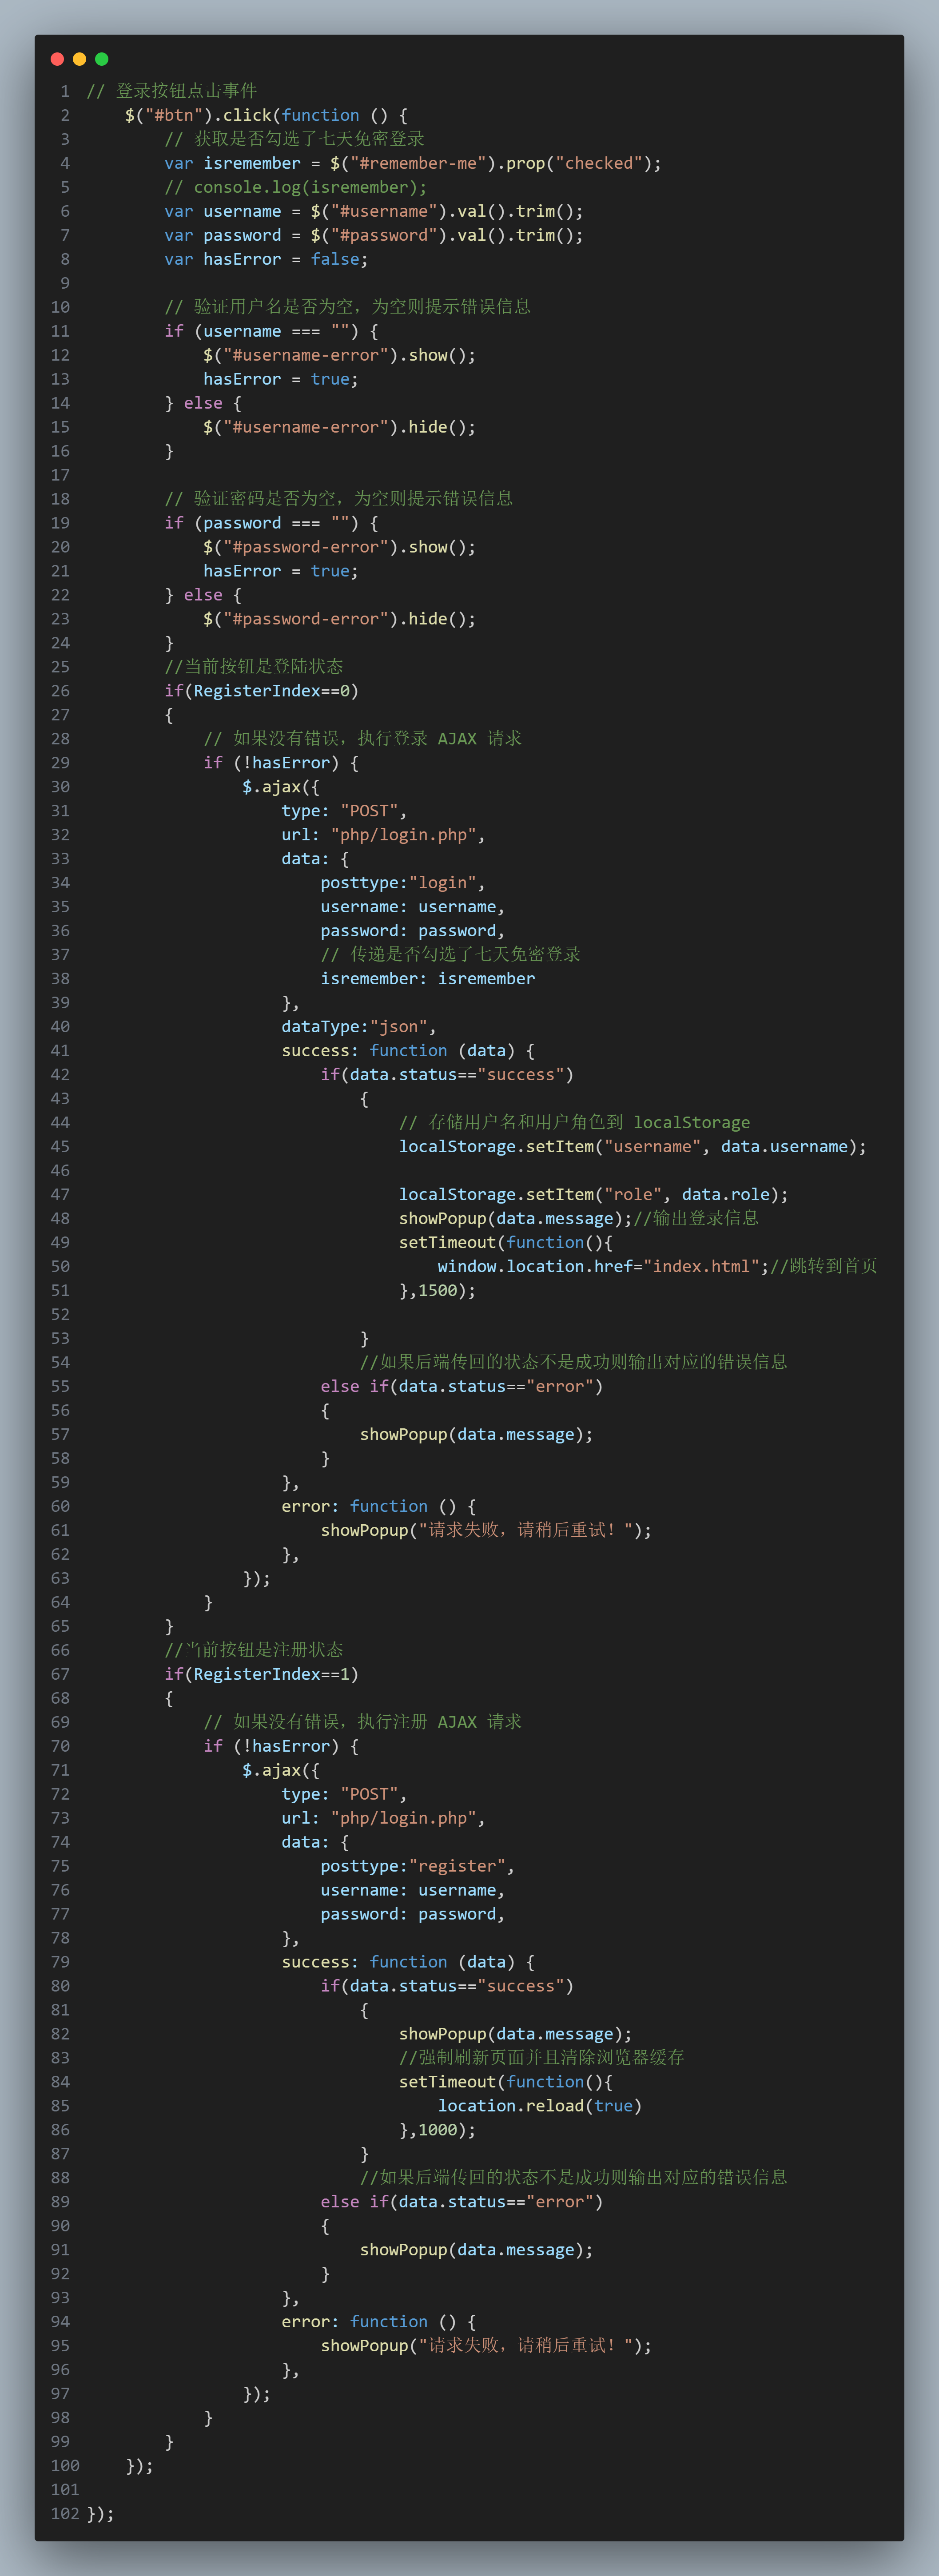 1 // 登录按钮点击事件
2     $("#btn").click(function () {
3         // 获取是否勾选了七天免密登录
4         var isremember = $("#remember-me").prop("checked");
5         // console.log(isremember);
6         var username = $("#username").val().trim();
7         var password = $("#password").val().trim();
8         var hasError = false;
9
10         // 验证用户名是否为空，为空则提示错误信息
11         if (username === "") {
12             $("#username-error").show();
13             hasError = true;
14         } else {
15             $("#username-error").hide();
16         }
17
18         // 验证密码是否为空，为空则提示错误信息
19         if (password === "") {
20             $("#password-error").show();
21             hasError = true;
22         } else {
23             $("#password-error").hide();
24         }
25         //当前按钮是登陆状态
26         if(RegisterIndex==0)
27         {
28             // 如果没有错误，执行登录 AJAX 请求
29             if (!hasError) {
30                 $.ajax({
31                     type: "POST",
32                     url: "php/login.php",
33                     data: {
34                         posttype:"login",
35                         username: username,
36                         password: password,
37                         // 传递是否勾选了七天免密登录
38                         isremember: isremember
39                     },
40                     dataType:"json",
41                     success: function (data) {
42                         if(data.status=="success")
43                             {
44                                 // 存储用户名和用户角色到 localStorage
45                                 localStorage.setItem("username", data.username);
46
47                                 localStorage.setItem("role", data.role);
48                                 showPopup(data.message);//输出登录信息
49                                 setTimeout(function(){
50                                     window.location.href="index.html";//跳转到首页
51                                 },1500);
52
53                             }
54                             //如果后端传回的状态不是成功则输出对应的错误信息
55                         else if(data.status=="error")
56                         {
57                             showPopup(data.message);
58                         }
59                     },
60                     error: function () {
61                         showPopup("请求失败，请稍后重试！");
62                     },
63                 });
64             }
65         }
66         //当前按钮是注册状态
67         if(RegisterIndex==1)
68         {
69             // 如果没有错误，执行注册 AJAX 请求
70             if (!hasError) {
71                 $.ajax({
72                     type: "POST",
73                     url: "php/login.php",
74                     data: {
75                         posttype:"register",
76                         username: username,
77                         password: password,
78                     },
79                     success: function (data) {
80                         if(data.status=="success")
81                             {
82                                 showPopup(data.message);
83                                 //强制刷新页面并且清除浏览器缓存
84                                 setTimeout(function(){
85                                     location.reload(true)
86                                 },1000);
87                             }
88                             //如果后端传回的状态不是成功则输出对应的错误信息
89                         else if(data.status=="error")
90                         {
91                             showPopup(data.message);
92                         }
93                     },
94                     error: function () {
95                         showPopup("请求失败，请稍后重试！");
96                     },
97                 });
98             }
99         }
100     });
101
102 });